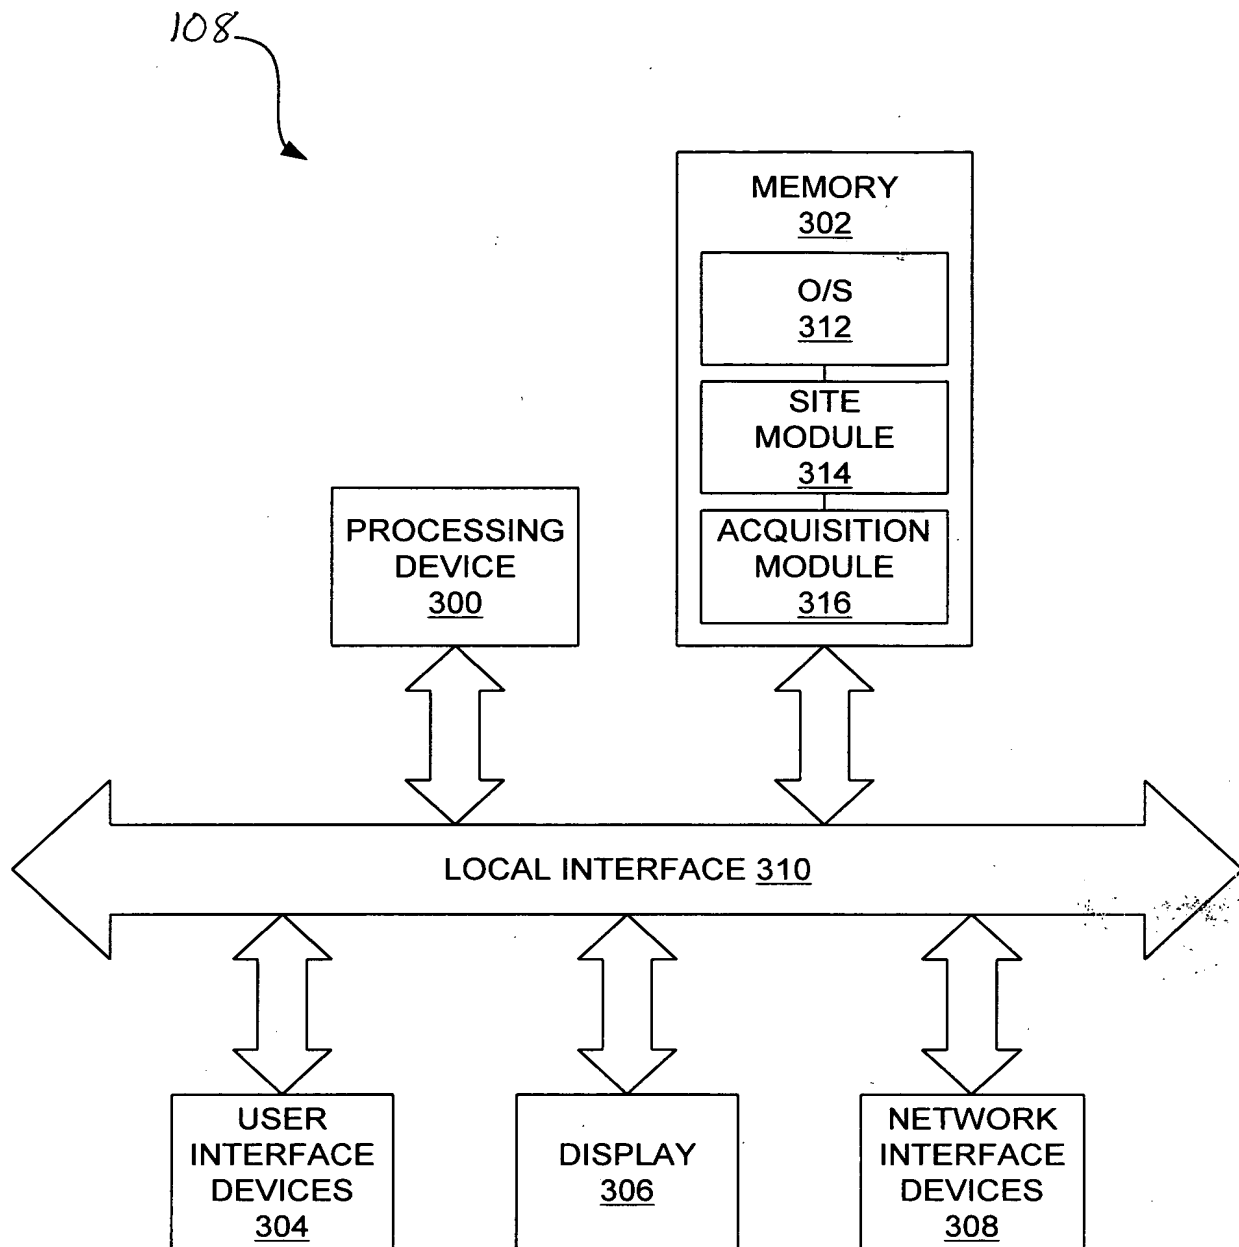 108
MEMORY
302
O/S
312
SITE
MODULE
314
ACQUISITION
MODULE
316
PROCESSING
DEVICE
300
LOCAL INTERFACE 310
USER
INTERFACE
DEVICES
304
DISPLAY
306
NETWORK
INTERFACE
DEVICES
308